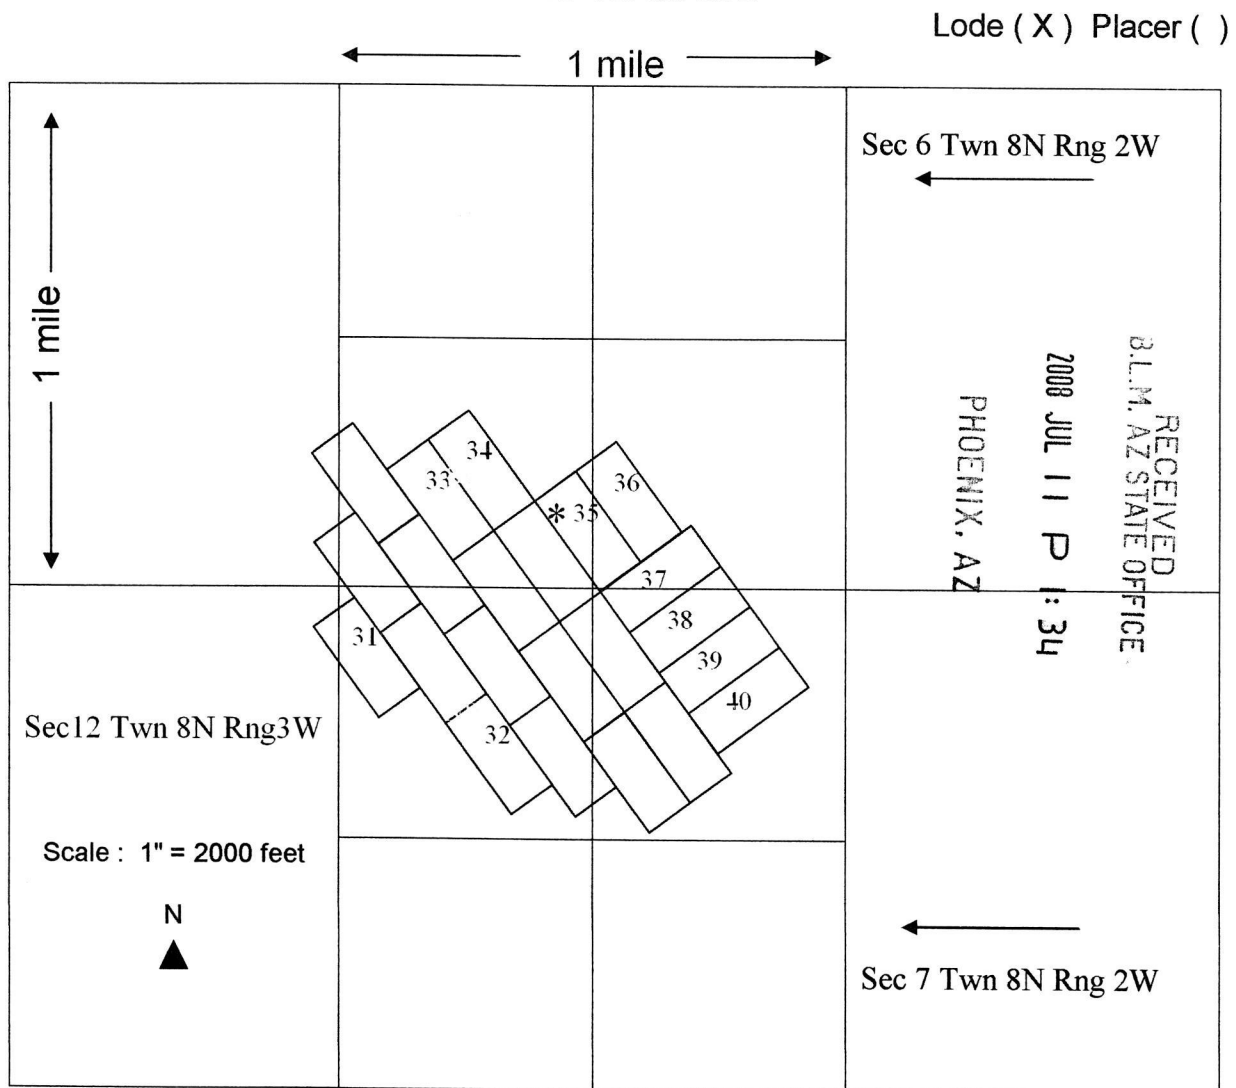 Lode ( X ) Placer ( )
1 mile
Sec 6 Twn 8N Rng 2W
1 mile
RECEIVED
B.L.M. AZ STATE OFFICE
2008 JUL 11 P 1:34
PHOENIX, AZ
34
33
36
* 35
37
38
31
39
40
32
Sec12 Twn 8N Rng3W
Scale : 1" = 2000 feet
N
Sec 7 Twn 8N Rng 2W